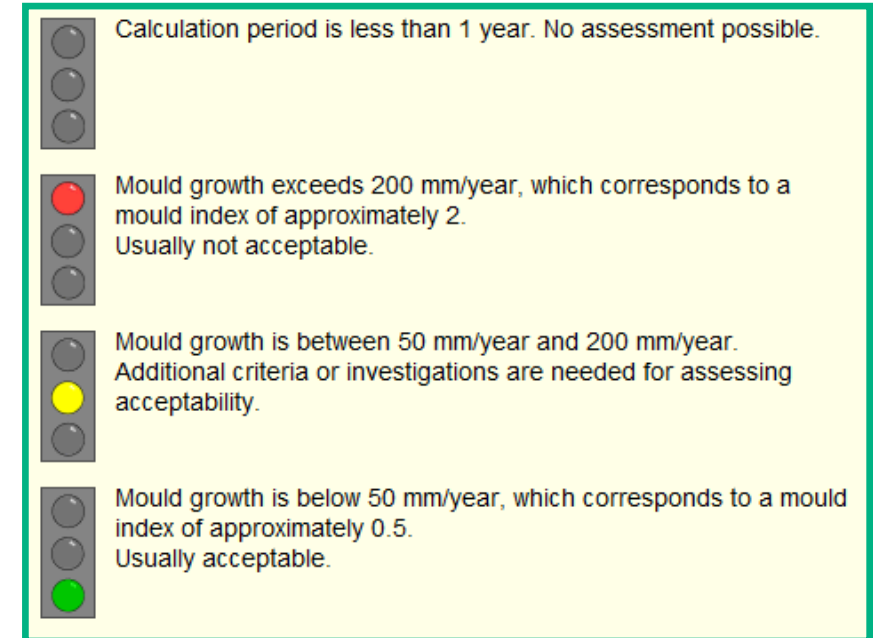 Calculation period is less than 1 year. No assessment possible.
Mould growth exceeds 200 mm/year, which corresponds to a
mould index of approximately 2.
Usually not acceptable.
Mould growth is between 50 mm/year and 200 mm/year.
Additional criteria or investigations are needed for assessing
acceptability.
Mould growth is below 50 mm/year, which corresponds to a mould
index of approximately 0.5.
Usually acceptable.